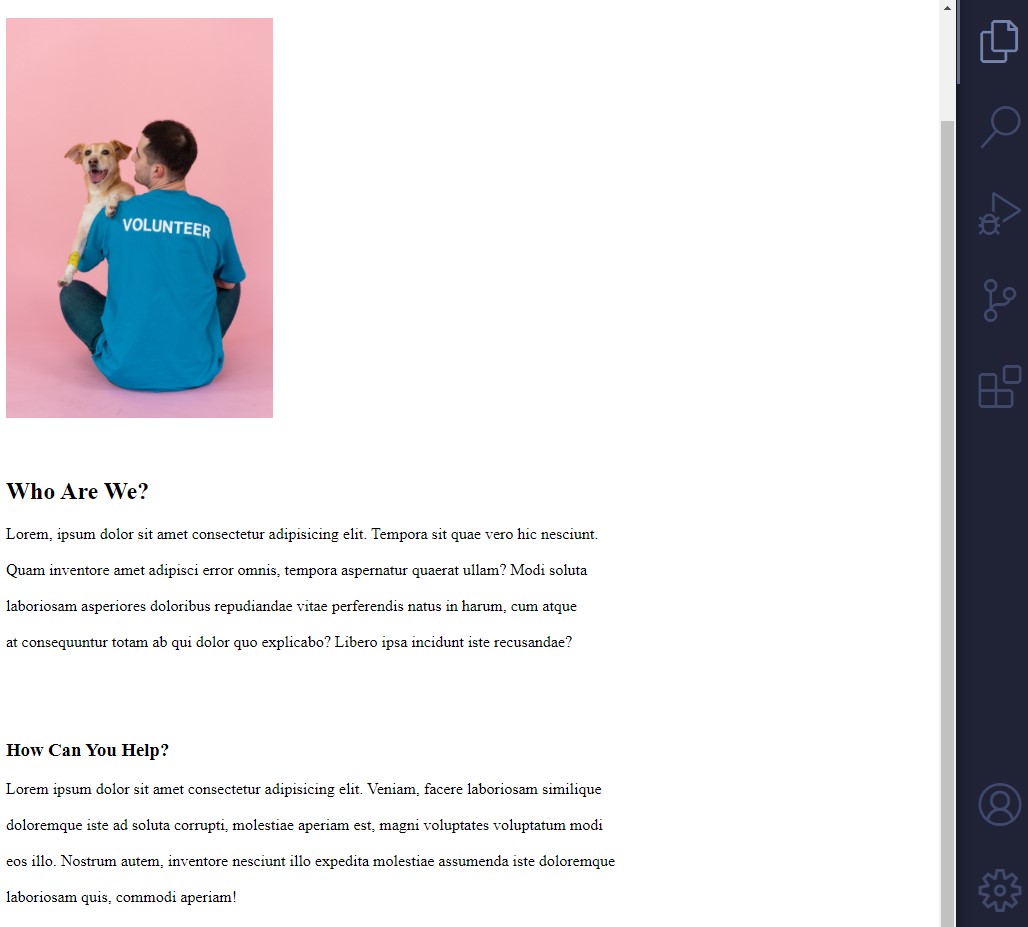 VOLUNTEER
Who Are We?
Lorem, ipsum dolor sit amet consectetur adipisicing elit. Tempora sit quae vero hic nesciunt.
Quam inventore amet adipisci error omnis, tempora aspernatur quaerat ullam? Modi soluta
laboriosam asperiores doloribus repudiandae vitae perferendis natus in harum, cum atque
at consequuntur totam ab qui dolor quo explicabo? Libero ipsa incidunt iste recusandae?
How Can You Help?
Lorem ipsum dolor sit amet consectetur adipisicing elit. Veniam, facere laboriosam similique
doloremque iste ad soluta corrupti, molestiae aperiam est, magni voluptates voluptatum modi
eos illo. Nostrum autem, inventore nesciunt illo expedita molestiae assumenda iste doloremque
laboriosam quis, commodi aperiam!